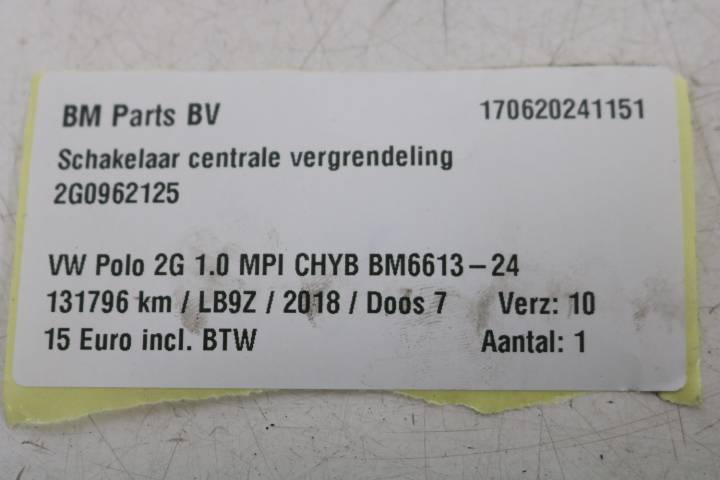 BM Parts BV 170620241151
Schakelaar centrale vergrendeling
2G0962125
VW Polo 2G 1.0 MPI CHYB BM6613-24
131796 km / LB9Z / 2018 / Doos 7 Verz: 10
15 Euro incl. BTW Aantal: 1